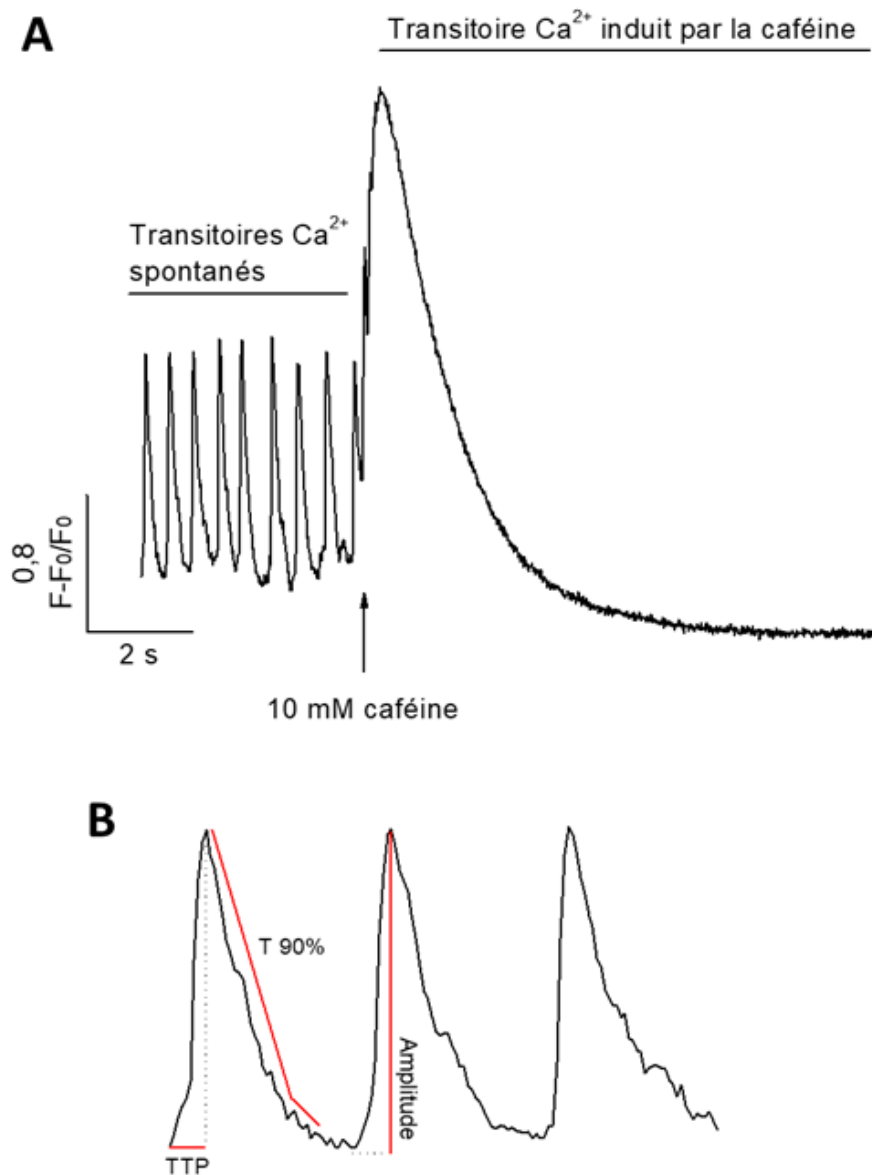 A
Transitoire Ca²⁺ induit par la caféine
Transitoires Ca²⁺
spontanés
0,8
F-F₀/F₀
2 s
10 mM caféine
B
T 90%
Amplitude
TTP